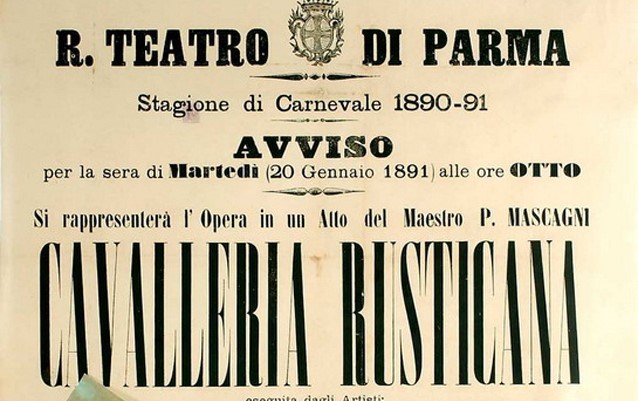 R. TEATRO DI PARMA
Stagione di Carnevale 1890-91
AVVISO
per la sera di Martedì (20 Gennaio 1891) alle ore OTTO
Si rappresenterà l'Opera in un Atto del Maestro P. MASCAGNI
CAVALLERIA RUSTICANA
eseguita dagli Artisti: